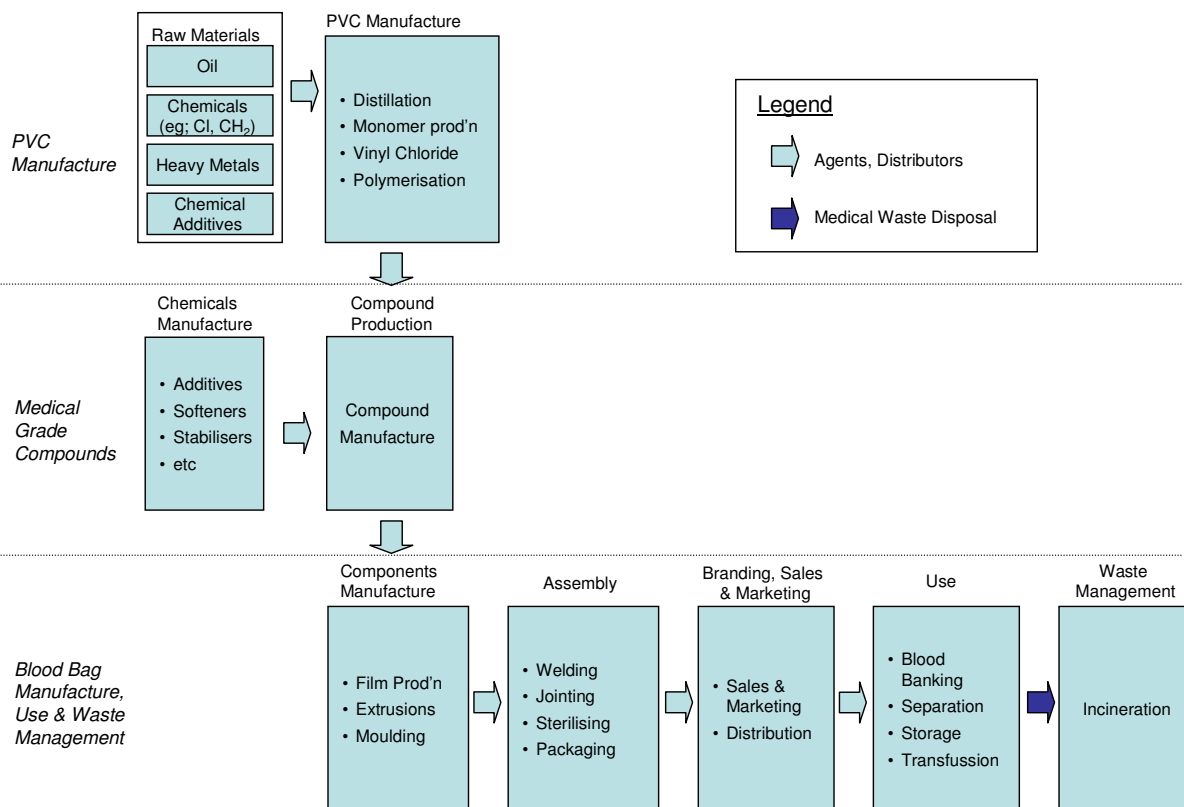 PVC Manufacture
Raw Materials
Oil
Chemicals
(eg; Cl, CH₂)
Heavy Metals
Chemical
Additives
• Distillation
• Monomer prod'n
• Vinyl Chloride
• Polymerisation
PVC
Manufacture
Legend
Agents, Distributors
Medical Waste Disposal
Chemicals
Manufacture
Compound
Production
• Additives
• Softeners
• Stabilisers
• etc
Compound
Manufacture
Medical
Grade
Compounds
Components
Manufacture
Assembly
Branding, Sales
& Marketing
Use
Waste
Management
Blood Bag
Manufacture,
Use & Waste
Management
• Film Prod'n
• Extrusions
• Moulding
• Welding
• Jointing
• Sterilising
• Packaging
• Sales &
Marketing
• Distribution
• Blood
Banking
• Separation
• Storage
• Transfussion
Incineration